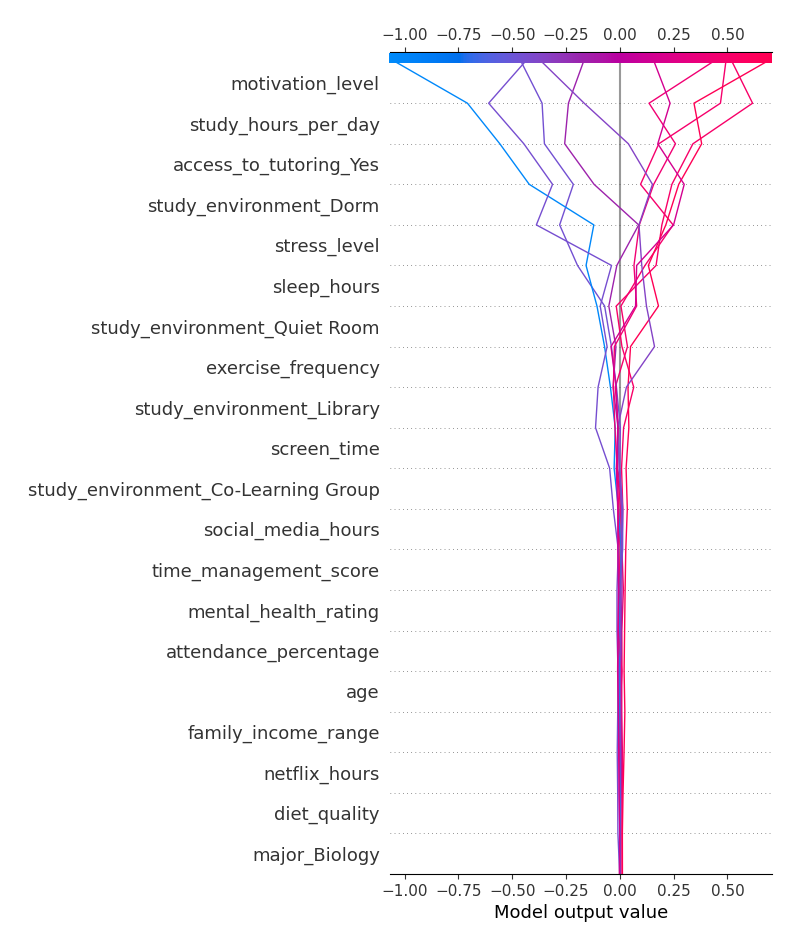 −1.00 −0.75 −0.50 −0.25 0.00 0.25 0.50
motivation_level
study_hours_per_day
access_to_tutoring_Yes
study_environment_Dorm
stress_level
sleep_hours
study_environment_Quiet Room
exercise_frequency
study_environment_Library
screen_time
study_environment_Co-Learning Group
social_media_hours
time_management_score
mental_health_rating
attendance_percentage
age
family_income_range
netflix_hours
diet_quality
major_Biology
−1.00 −0.75 −0.50 −0.25 0.00 0.25 0.50
Model output value